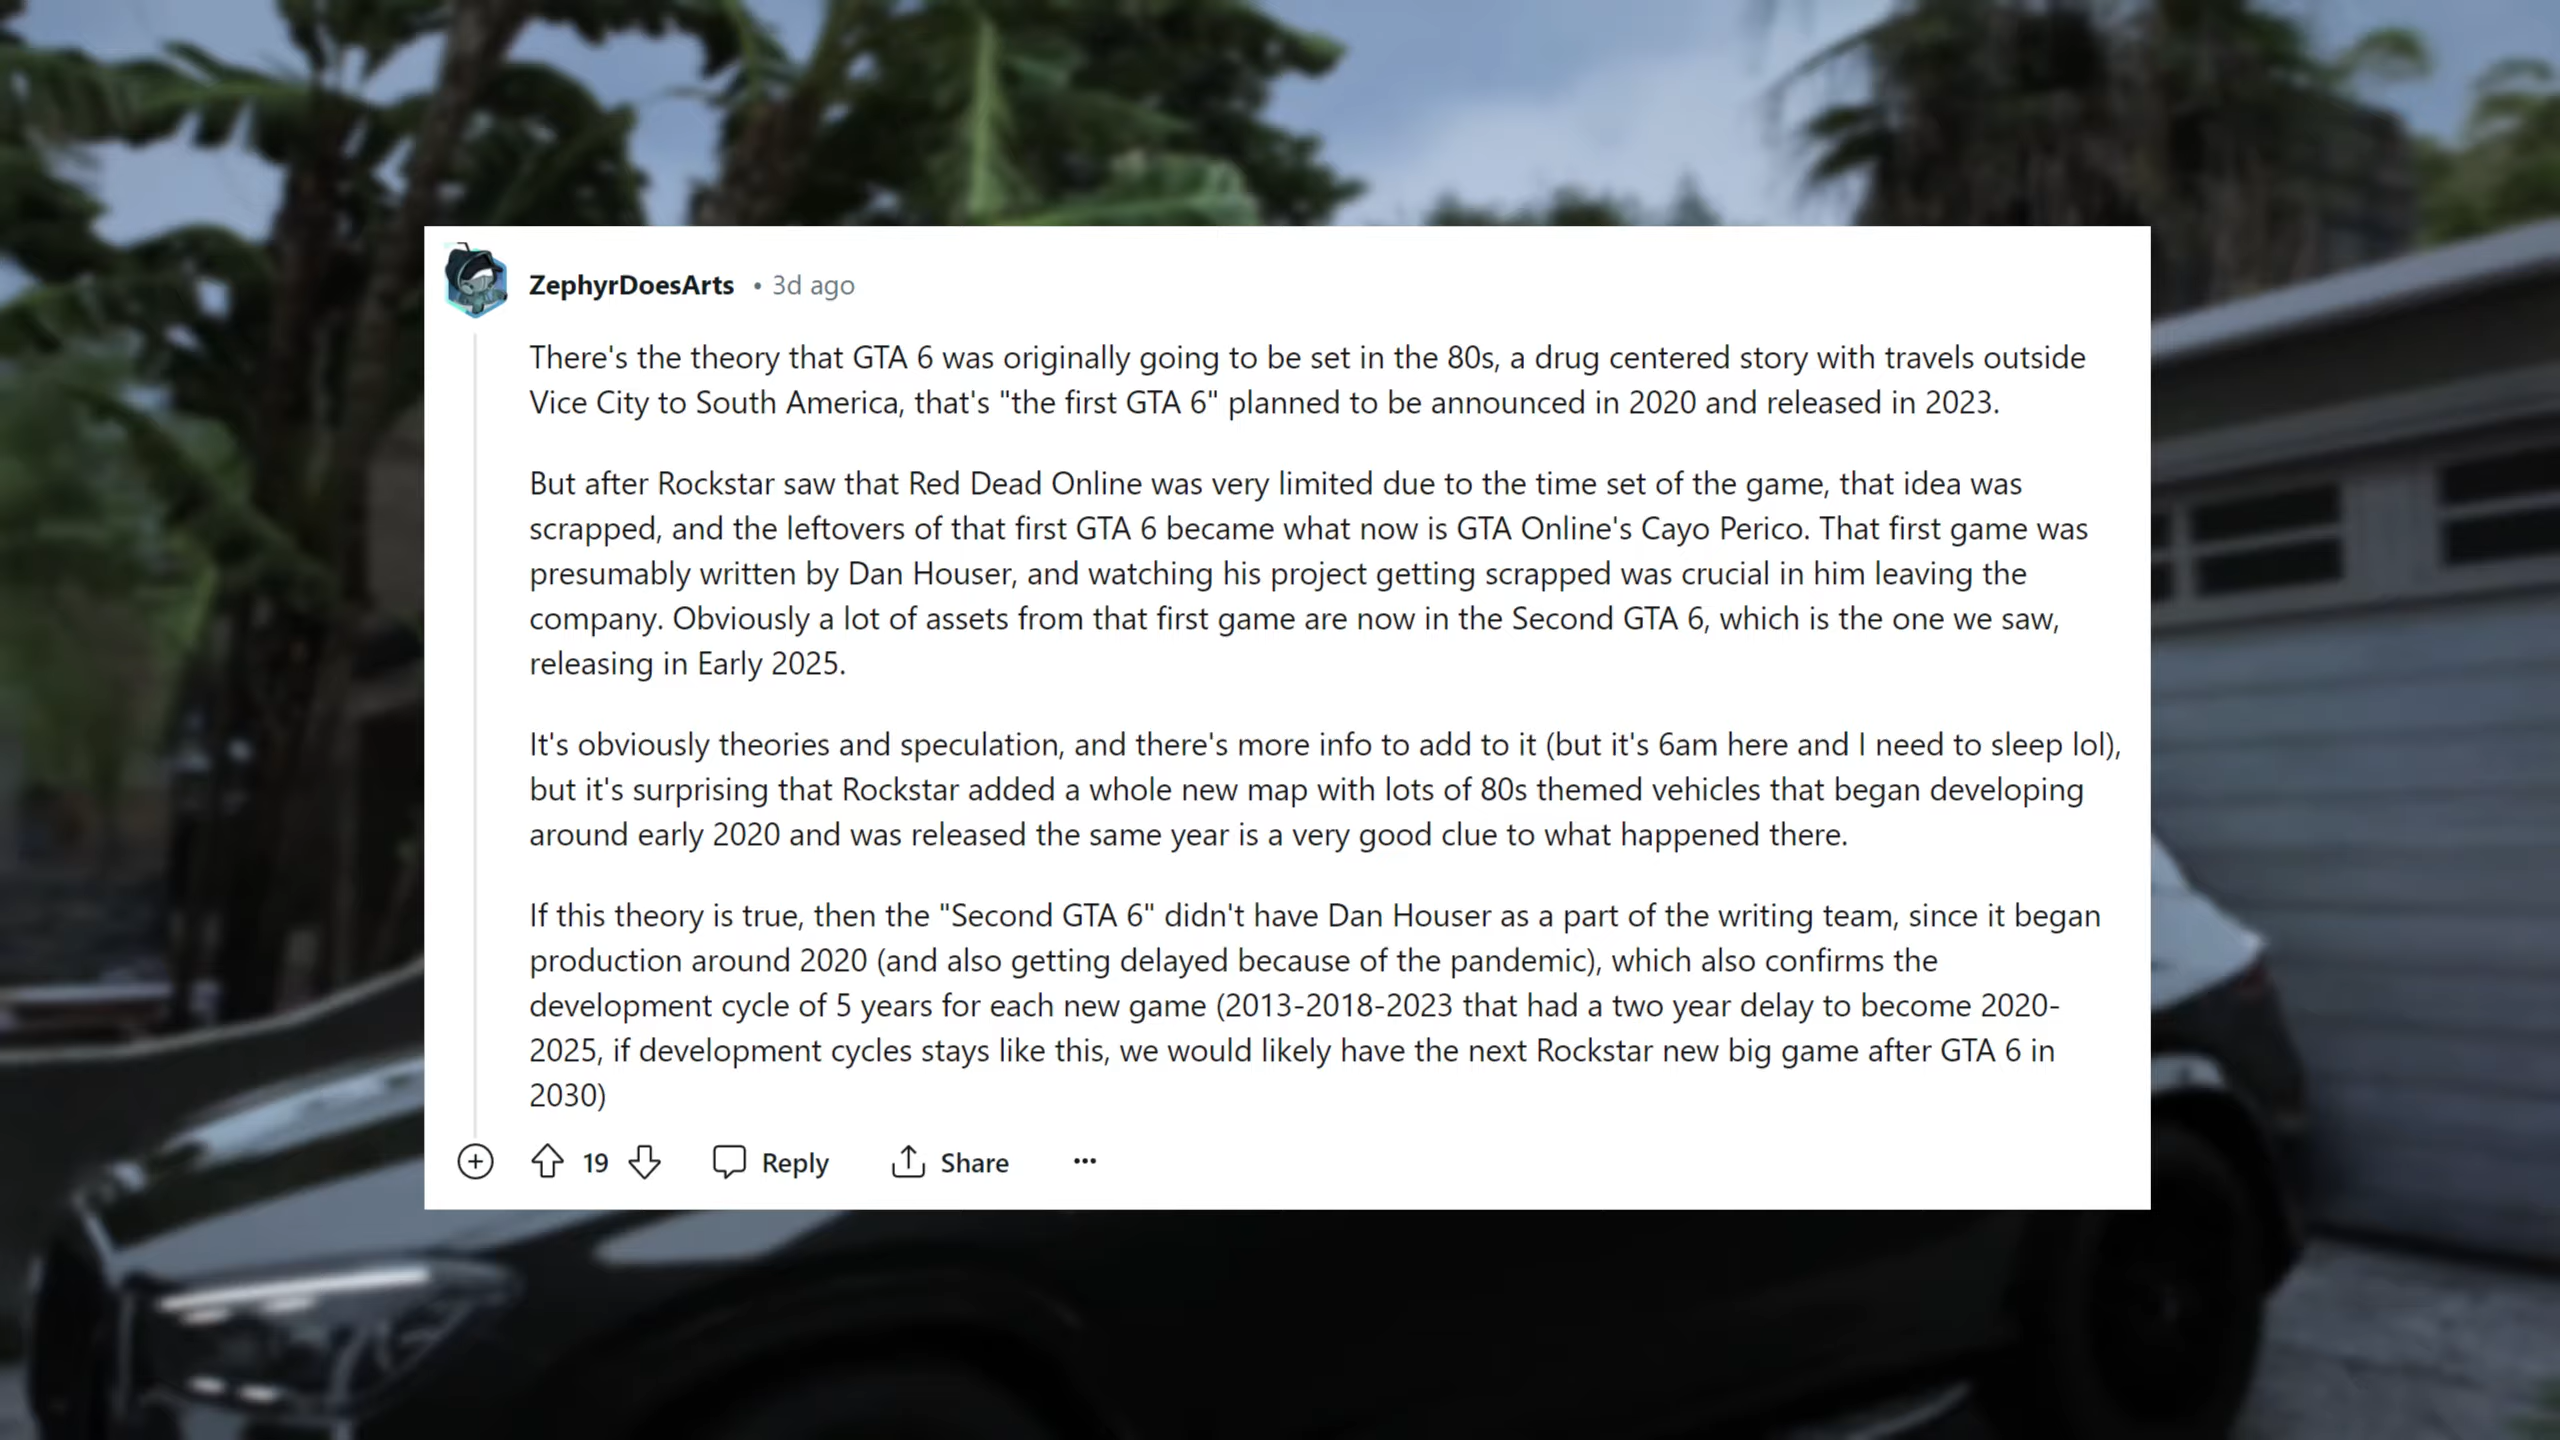 ZephyrDoesArts • 3d ago
There's the theory that GTA 6 was originally going to be set in the 80s, a drug centered story with travels outside
Vice City to South America, that's "the first GTA 6" planned to be announced in 2020 and released in 2023.
But after Rockstar saw that Red Dead Online was very limited due to the time set of the game, that idea was
scrapped, and the leftovers of that first GTA 6 became what now is GTA Online's Cayo Perico. That first game was
presumably written by Dan Houser, and watching his project getting scrapped was crucial in him leaving the
company. Obviously a lot of assets from that first game are now in the Second GTA 6, which is the one we saw,
releasing in Early 2025.
It's obviously theories and speculation, and there's more info to add to it (but it's 6am here and I need to sleep lol),
but it's surprising that Rockstar added a whole new map with lots of 80s themed vehicles that began developing
around early 2020 and was released the same year is a very good clue to what happened there.
If this theory is true, then the "Second GTA 6" didn't have Dan Houser as a part of the writing team, since it began
production around 2020 (and also getting delayed because of the pandemic), which also confirms the
development cycle of 5 years for each new game (2013-2018-2023 that had a two year delay to become 2020-
2025, if development cycles stays like this, we would likely have the next Rockstar new big game after GTA 6 in
2030)
19 Reply Share